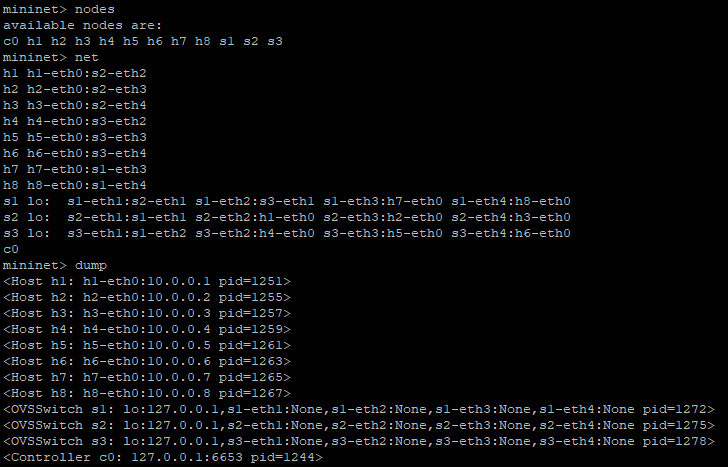 mininet> nodes
available nodes are:
c0 h1 h2 h3 h4 h5 h6 h7 h8 s1 s2 s3
mininet> net
h1 h1-eth0:s2-eth2
h2 h2-eth0:s2-eth3
h3 h3-eth0:s2-eth4
h4 h4-eth0:s3-eth2
h5 h5-eth0:s3-eth3
h6 h6-eth0:s3-eth4
h7 h7-eth0:s1-eth3
h8 h8-eth0:s1-eth4
s1 lo:  s1-eth1:s2-eth1 s1-eth2:s3-eth1 s1-eth3:h7-eth0 s1-eth4:h8-eth0
s2 lo:  s2-eth1:s1-eth1 s2-eth2:h1-eth0 s2-eth3:h2-eth0 s2-eth4:h3-eth0
s3 lo:  s3-eth1:s1-eth2 s3-eth2:h4-eth0 s3-eth3:h5-eth0 s3-eth4:h6-eth0
c0
mininet> dump
<Host h1: h1-eth0:10.0.0.1 pid=1251>
<Host h2: h2-eth0:10.0.0.2 pid=1255>
<Host h3: h3-eth0:10.0.0.3 pid=1257>
<Host h4: h4-eth0:10.0.0.4 pid=1259>
<Host h5: h5-eth0:10.0.0.5 pid=1261>
<Host h6: h6-eth0:10.0.0.6 pid=1263>
<Host h7: h7-eth0:10.0.0.7 pid=1265>
<Host h8: h8-eth0:10.0.0.8 pid=1267>
<OVSSwitch s1: lo:127.0.0.1,s1-eth1:None,s1-eth2:None,s1-eth3:None,s1-eth4:None pid=1272>
<OVSSwitch s2: lo:127.0.0.1,s2-eth1:None,s2-eth2:None,s2-eth3:None,s2-eth4:None pid=1275>
<OVSSwitch s3: lo:127.0.0.1,s3-eth1:None,s3-eth2:None,s3-eth3:None,s3-eth4:None pid=1278>
<Controller c0: 127.0.0.1:6653 pid=1244>